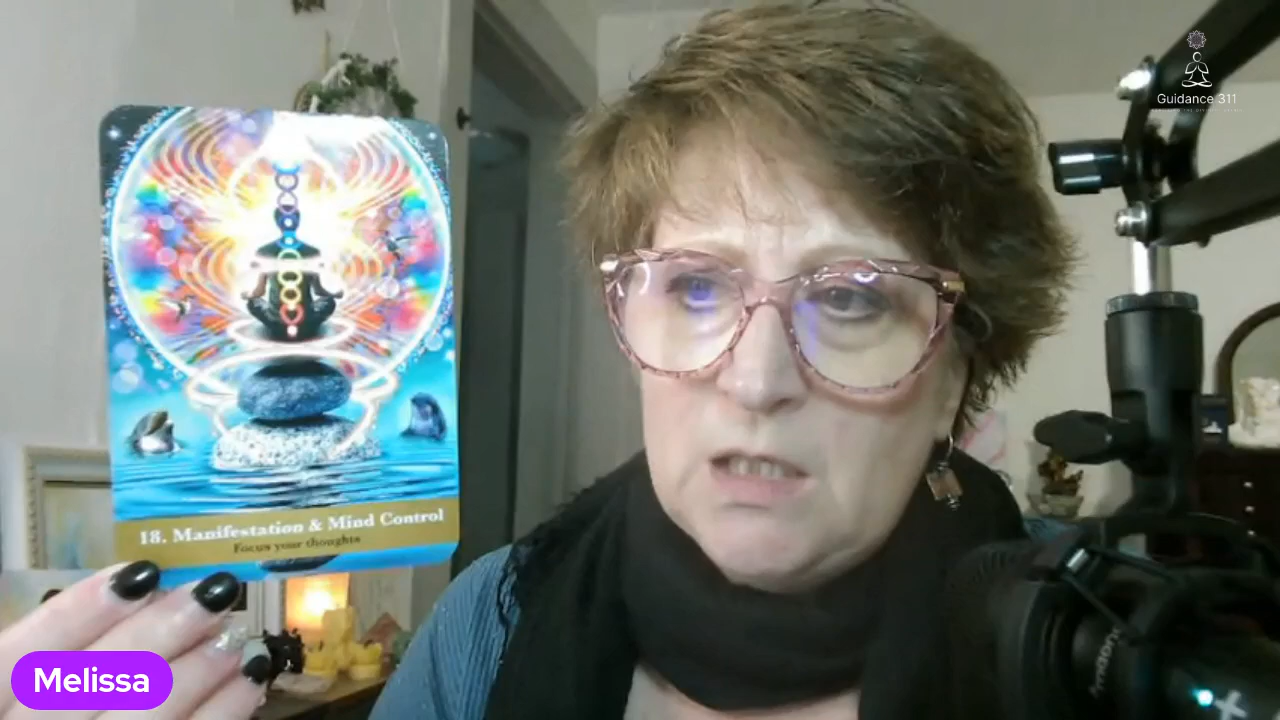 Guidance 311
18. Manifestation & Mind Control
Focus your thoughts
Melissa